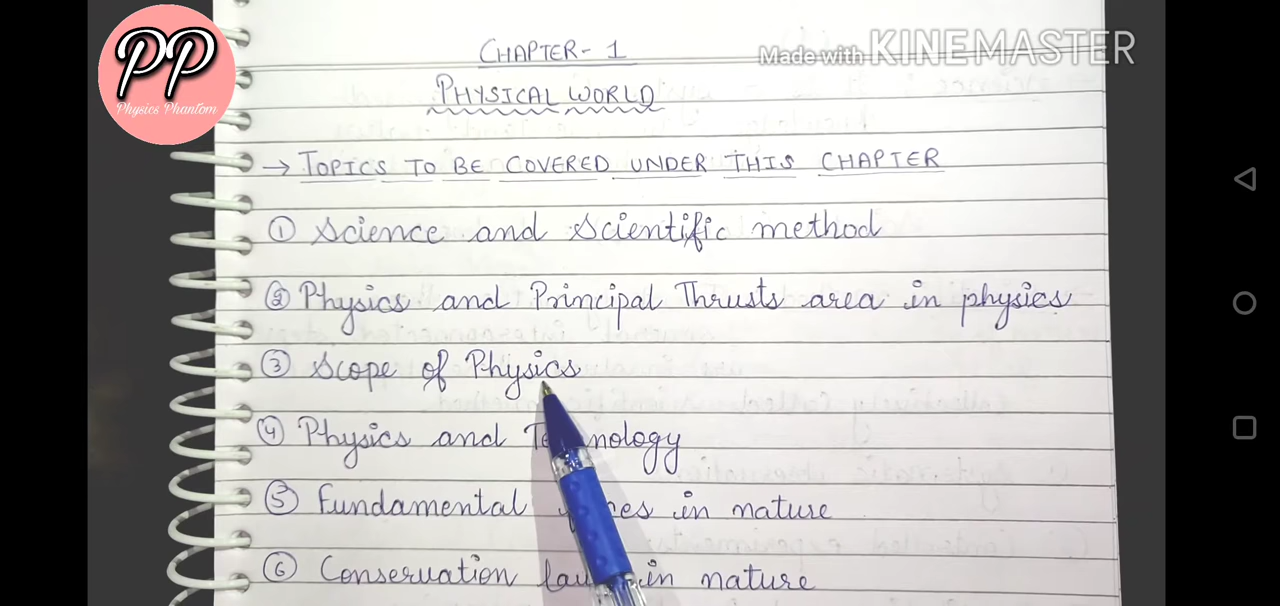 PP
Physics Phantom
Made with KINEMASTER
CHAPTER- 1
PHYSICAL WORLD
→ TOPICS TO BE COVERED UNDER THIS CHAPTER
① Science and Scientific method
② Physics and Principal Thrusts area in physics
③ Scope of Physics
④ Physics and Technology
⑤ Fundamental in nature
⑥ Conservation in nature